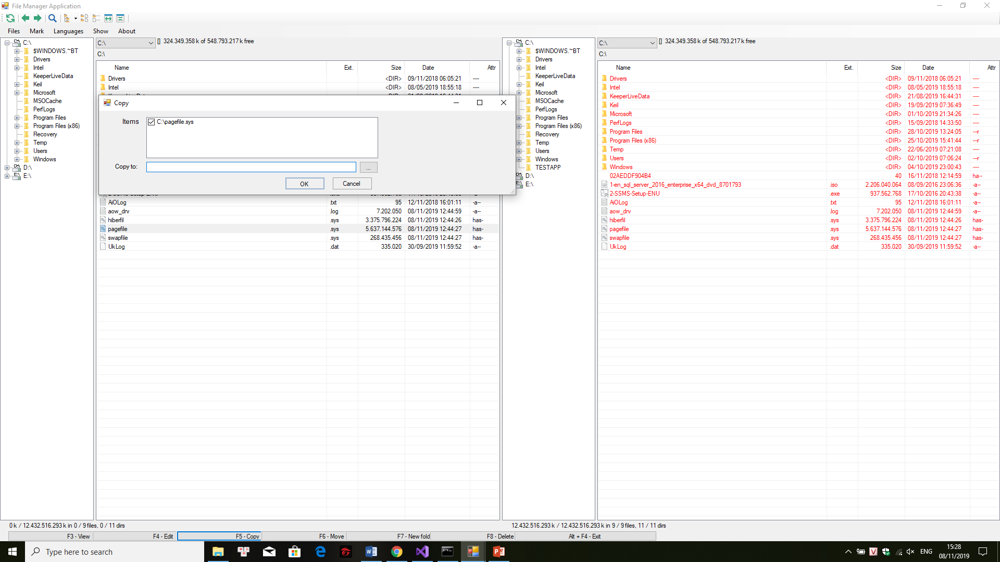 File Manager Application
Files Mark Languages Show About
C:\
$WINDOWS.~BT
Drivers
Intel
KeeperLiveData
Keil
Microsoft
MSOCache
PerfLogs
Program Files
Program Files (x86)
Recovery
Temp
Users
Windows
D:\
E:\
C:\ [] 324.349.358 k of 548.793.217 k free
C:\
Name Ext. Size Date Attr
Drivers <DIR> 09/11/2018 06:05:21 ----
Intel <DIR> 08/05/2019 18:55:18 ----
Copy
Items C:\pagefile.sys
Copy to: ...
OK Cancel
AiOLog .txt 95 12/11/2018 16:01:11 -a--
aow_drv .log 7.202.050 08/11/2019 12:44:59 -a--
hiberfil .sys 3.375.796.224 08/11/2019 12:44:26 has-
pagefile .sys 5.637.144.576 08/11/2019 12:44:27 has-
swapfile .sys 268.435.456 08/11/2019 12:44:27 has-
UkLog .dat 335.020 30/09/2019 11:59:52 -a--
C:\
$WINDOWS.~BT
Drivers
Intel
KeeperLiveData
Keil
Microsoft
MSOCache
PerfLogs
Program Files
Program Files (x86)
Recovery
Temp
Users
Windows
TESTAPP
D:\
E:\
C:\ [] 324.349.358 k of 548.793.217 k free
C:\
Name Ext. Size Date Attr
Drivers <DIR> 09/11/2018 06:05:21 ----
Intel <DIR> 08/05/2019 18:55:18 ----
KeeperLiveData <DIR> 21/08/2019 16:44:31 ----
Keil <DIR> 19/09/2019 07:36:49 ----
Microsoft <DIR> 01/10/2019 21:34:26 ----
PerfLogs <DIR> 15/09/2018 14:33:50 ----
Program Files <DIR> 28/10/2019 13:24:05 ---r
Program Files (x86) <DIR> 25/10/2019 15:41:44 ---r
Temp <DIR> 22/06/2019 07:21:08 ----
Users <DIR> 02/10/2019 07:06:24 ---r
Windows <DIR> 04/10/2019 23:00:43 ----
02AEDDF904B4 40 16/11/2018 12:14:59 ha--
1-en_sql_server_2016_enterprise_x64_dvd_8701793 .iso 2.206.040.064 08/09/2016 23:06:36 -a--
2-SSMS-Setup-ENU .exe 937.562.768 17/10/2016 20:43:38 -a--
AiOLog .txt 95 12/11/2018 16:01:11 -a--
aow_drv .log 7.202.050 08/11/2019 12:44:59 -a--
hiberfil .sys 3.375.796.224 08/11/2019 12:44:26 has-
pagefile .sys 5.637.144.576 08/11/2019 12:44:27 has-
swapfile .sys 268.435.456 08/11/2019 12:44:27 has-
UkLog .dat 335.020 30/09/2019 11:59:52 -a--
0 k / 12.432.516.293 k in 0 / 9 files, 0 / 11 dirs
12.432.516.293 k / 12.432.516.293 k in 9 / 9 files, 11 / 11 dirs
F3 - View F4 - Edit F5 - Copy F6 - Move F7 - New fold F8 - Delete Alt + F4 - Exit
Type here to search
ENG
15:28
08/11/2019